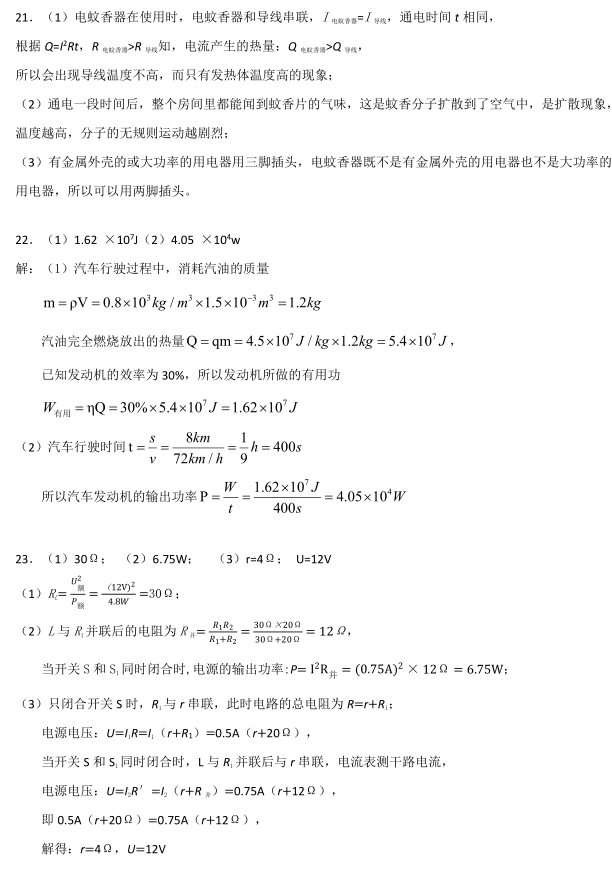 21．（1）电蚊香器在使用时，电蚊香器和导线串联，I电蚊香器=I导线，通电时间 t 相同，
根据 Q=I²Rt，R 电蚊香器>R 导线知，电流产生的热量：Q 电蚊香器>Q 导线，
所以会出现导线温度不高，而只有发热体温度高的现象；
（2）通电一段时间后，整个房间里都能闻到蚊香片的气味，这是蚊香分子扩散到了空气中，是扩散现象，
温度越高，分子的无规则运动越剧烈；
（3）有金属外壳的或大功率的用电器用三脚插头，电蚊香器既不是有金属外壳的用电器也不是大功率的
用电器，所以可以用两脚插头。
22．（1）1.62 ×10⁷J（2）4.05 ×10⁴w
解：（1）汽车行驶过程中，消耗汽油的质量
m = ρV = 0.8×10³kg / m³×1.5×10⁻³m³ =1.2kg
汽油完全燃烧放出的热量 Q = qm = 4.5×10⁷J / kg×1.2kg = 5.4×10⁷J ，
已知发动机的效率为 30%，所以发动机所做的有用功
W有用 = ηQ = 30%×5.4×10⁷J =1.62×10⁷J
（2）汽车行驶时间 t = s/v = 8km/(72km / h) = 1/9 h = 400s
所以汽车发动机的输出功率 P = W/t = 1.62×10⁷J/400s = 4.05×10⁴W
23．（1）30Ω； （2）6.75W； （3）r=4Ω； U=12V
（1）R_L= U额²/P额 = （12V)²/4.8W =30Ω；
（2）L 与 R₁并联后的电阻为 R 并= R₁R₂/(R₁+R₂) = 30Ω×20Ω/(30Ω+20Ω) = 12 Ω，
当开关 S 和 S₁同时闭合时,电源的输出功率:P= I²R并 = (0.75A)² × 12Ω = 6.75W；
（3）只闭合开关 S 时，R₁与 r 串联，此时电路的总电阻为 R=r+R₁；
电源电压：U=I₁R=I₁（r+R₁）=0.5A（r+20Ω），
当开关 S 和 S₁同时闭合时，L 与 R₁并联后与 r 串联，电流表测干路电流，
电源电压：U=I₂R′=I₂（r+R 并）=0.75A（r+12Ω），
即 0.5A（r+20Ω）=0.75A（r+12Ω），
解得：r=4Ω，U=12V